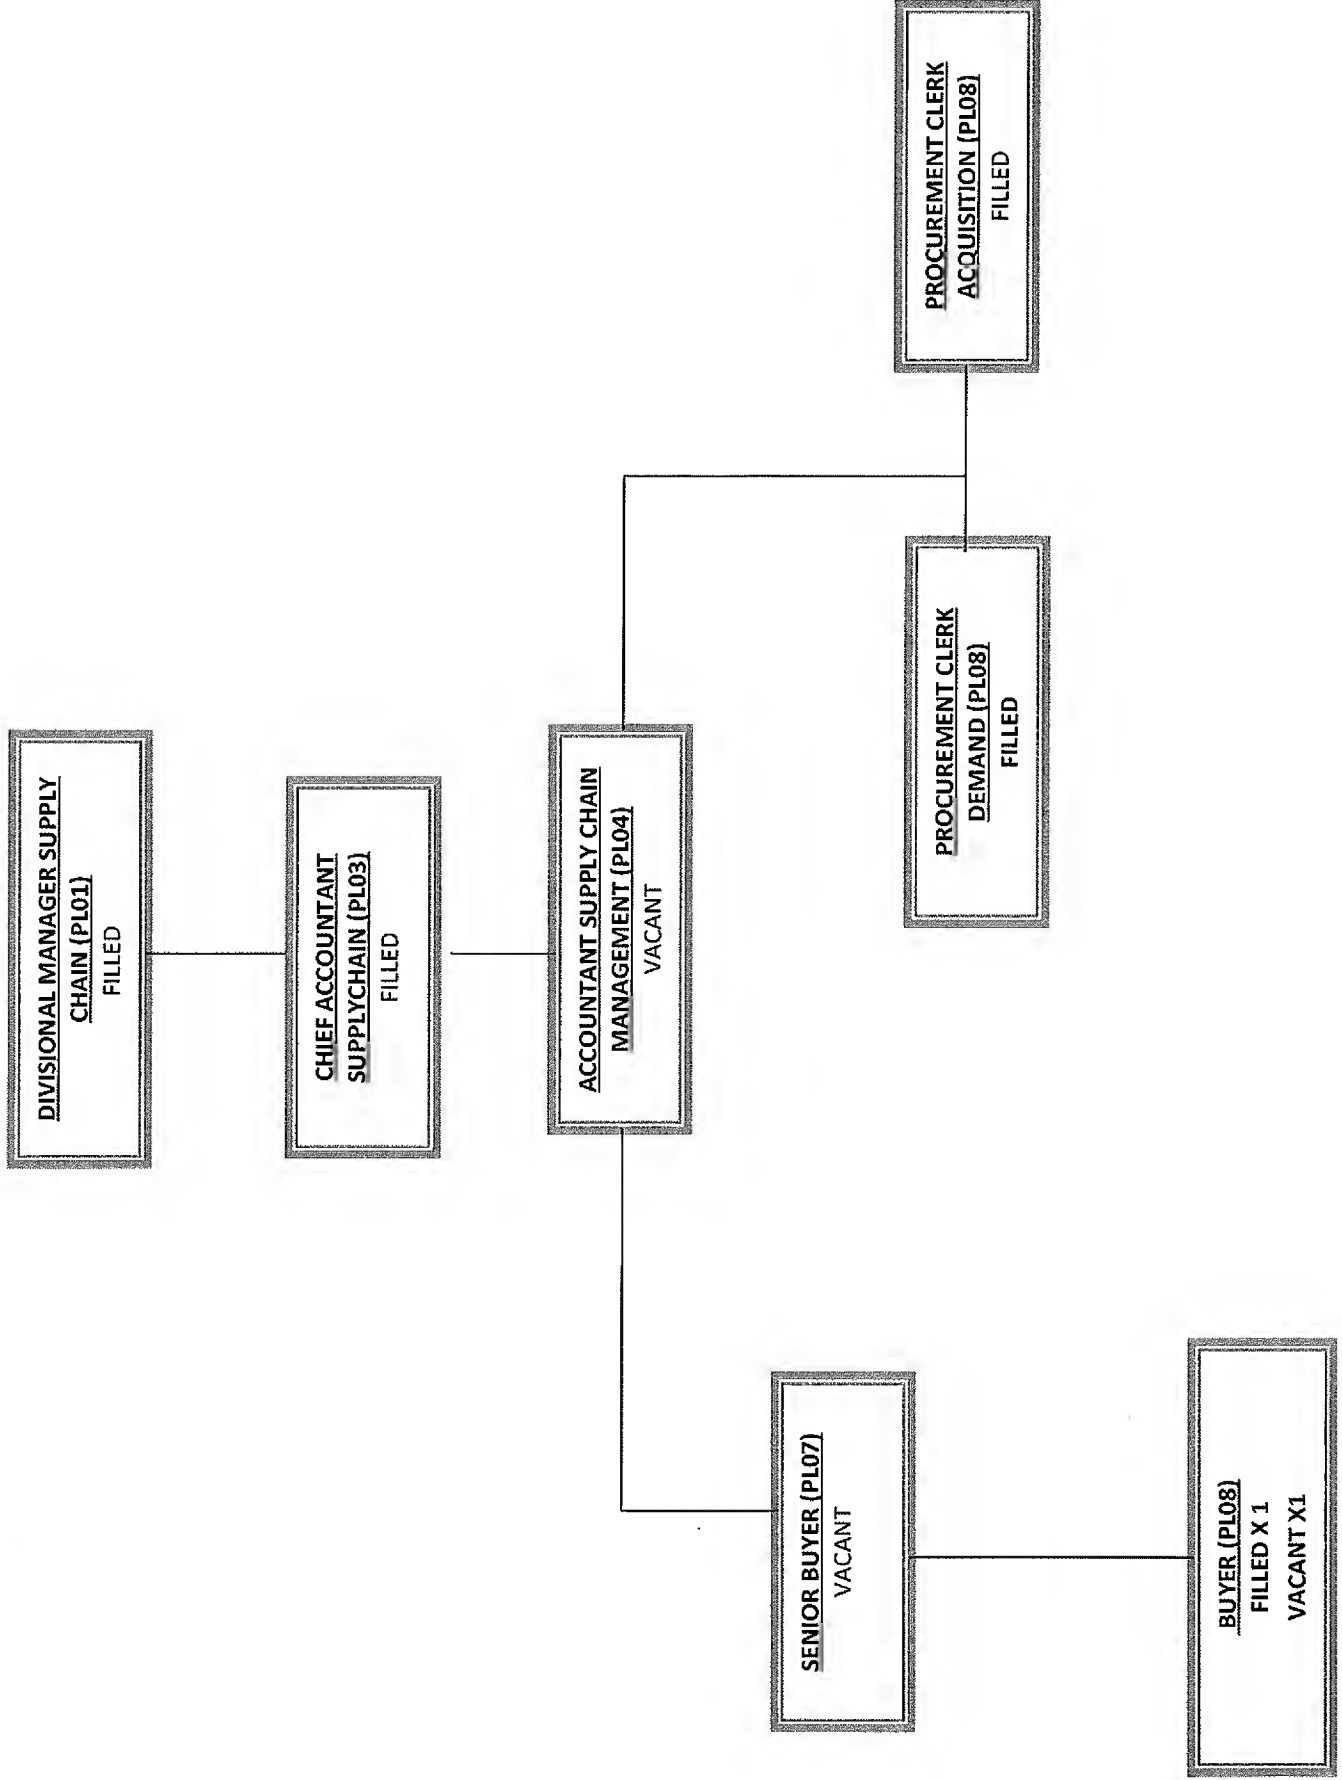 DIVISIONAL MANAGER SUPPLY
CHAIN (PL01)
FILLED
CHIEF ACCOUNTANT
SUPPLYCHAIN (PL03)
FILLED
ACCOUNTANT SUPPLY CHAIN
MANAGEMENT (PL04)
VACANT
SENIOR BUYER (PL07)
VACANT
BUYER (PL08)
FILLED X 1
VACANT X1
PROCUREMENT CLERK
DEMAND (PL08)
FILLED
PROCUREMENT CLERK
ACQUISITION (PL08)
FILLED